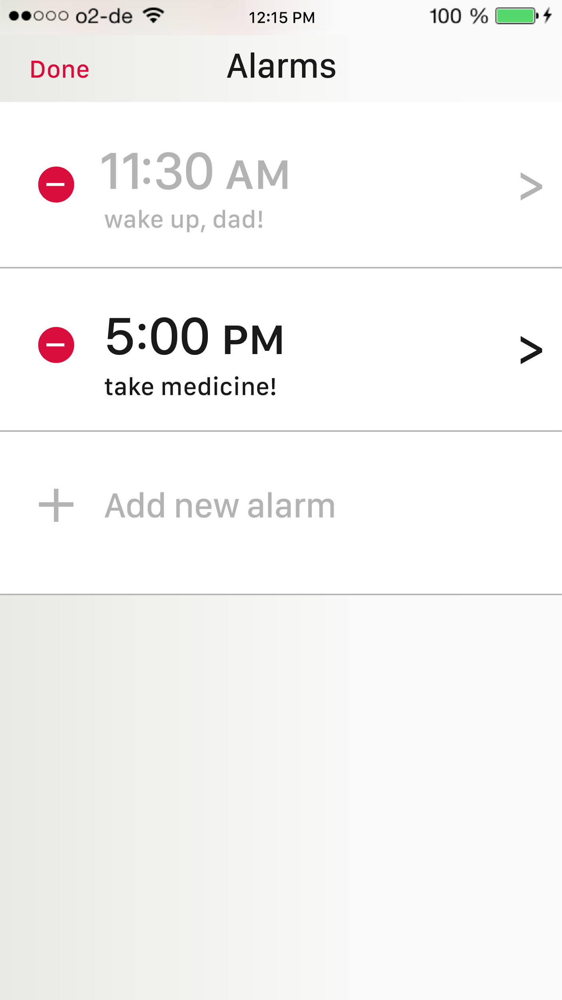 o2-de 12:15 PM 100 %
Done Alarms
11:30 AM
wake up, dad!
5:00 PM
take medicine!
Add new alarm